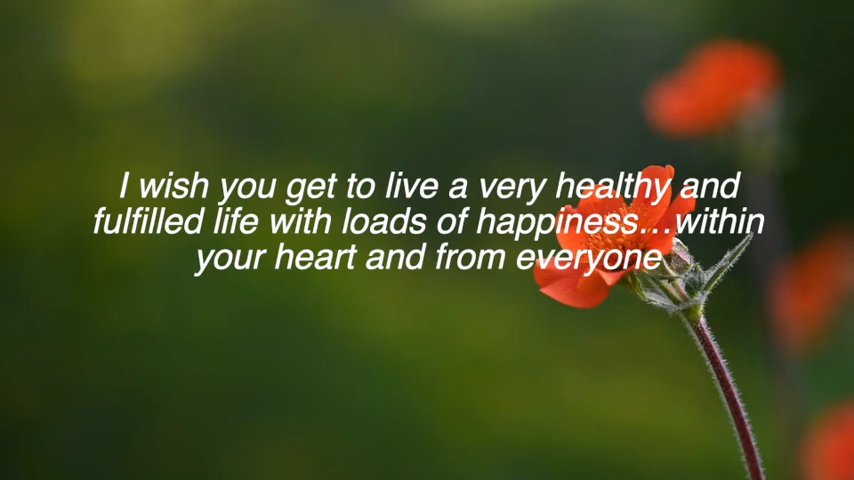 I wish you get to live a very healthy and
fulfilled life with loads of happiness...within
your heart and from everyone